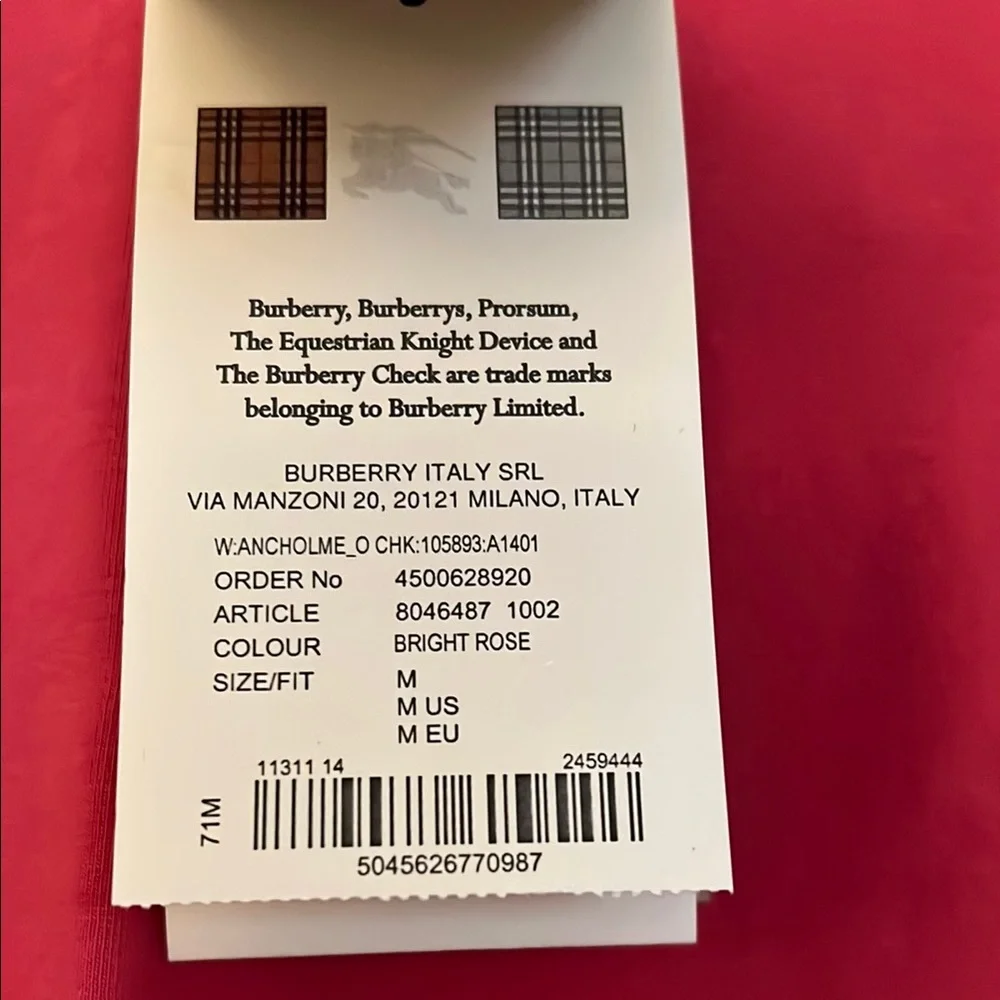 Burberry, Burberrys, Prorsum,
The Equestrian Knight Device and
The Burberry Check are trade marks
belonging to Burberry Limited.
BURBERRY ITALY SRL
VIA MANZONI 20, 20121 MILANO, ITALY
W:ANCHOLME_O CHK:105893:A1401
ORDER No 4500628920
ARTICLE 8046487 1002
COLOUR BRIGHT ROSE
SIZE/FIT M
M US
M EU
11311 14 2459444
71M
5045626770987